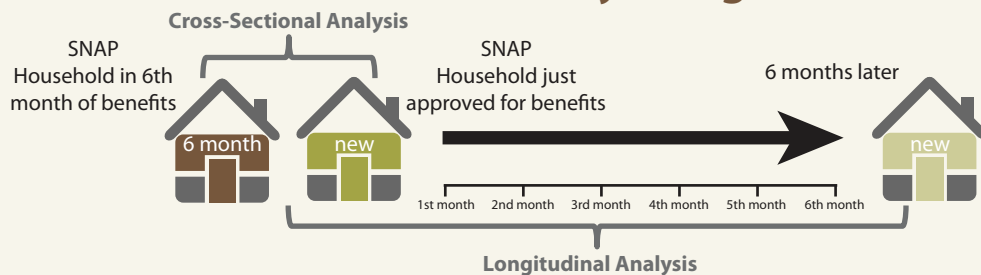 Cross-Sectional Analysis
SNAP
Household in 6th
month of benefits
SNAP
Household just
approved for benefits
6 months later
6 month
new
new
1st month
2nd month
3rd month
4th month
5th month
6th month
Longitudinal Analysis